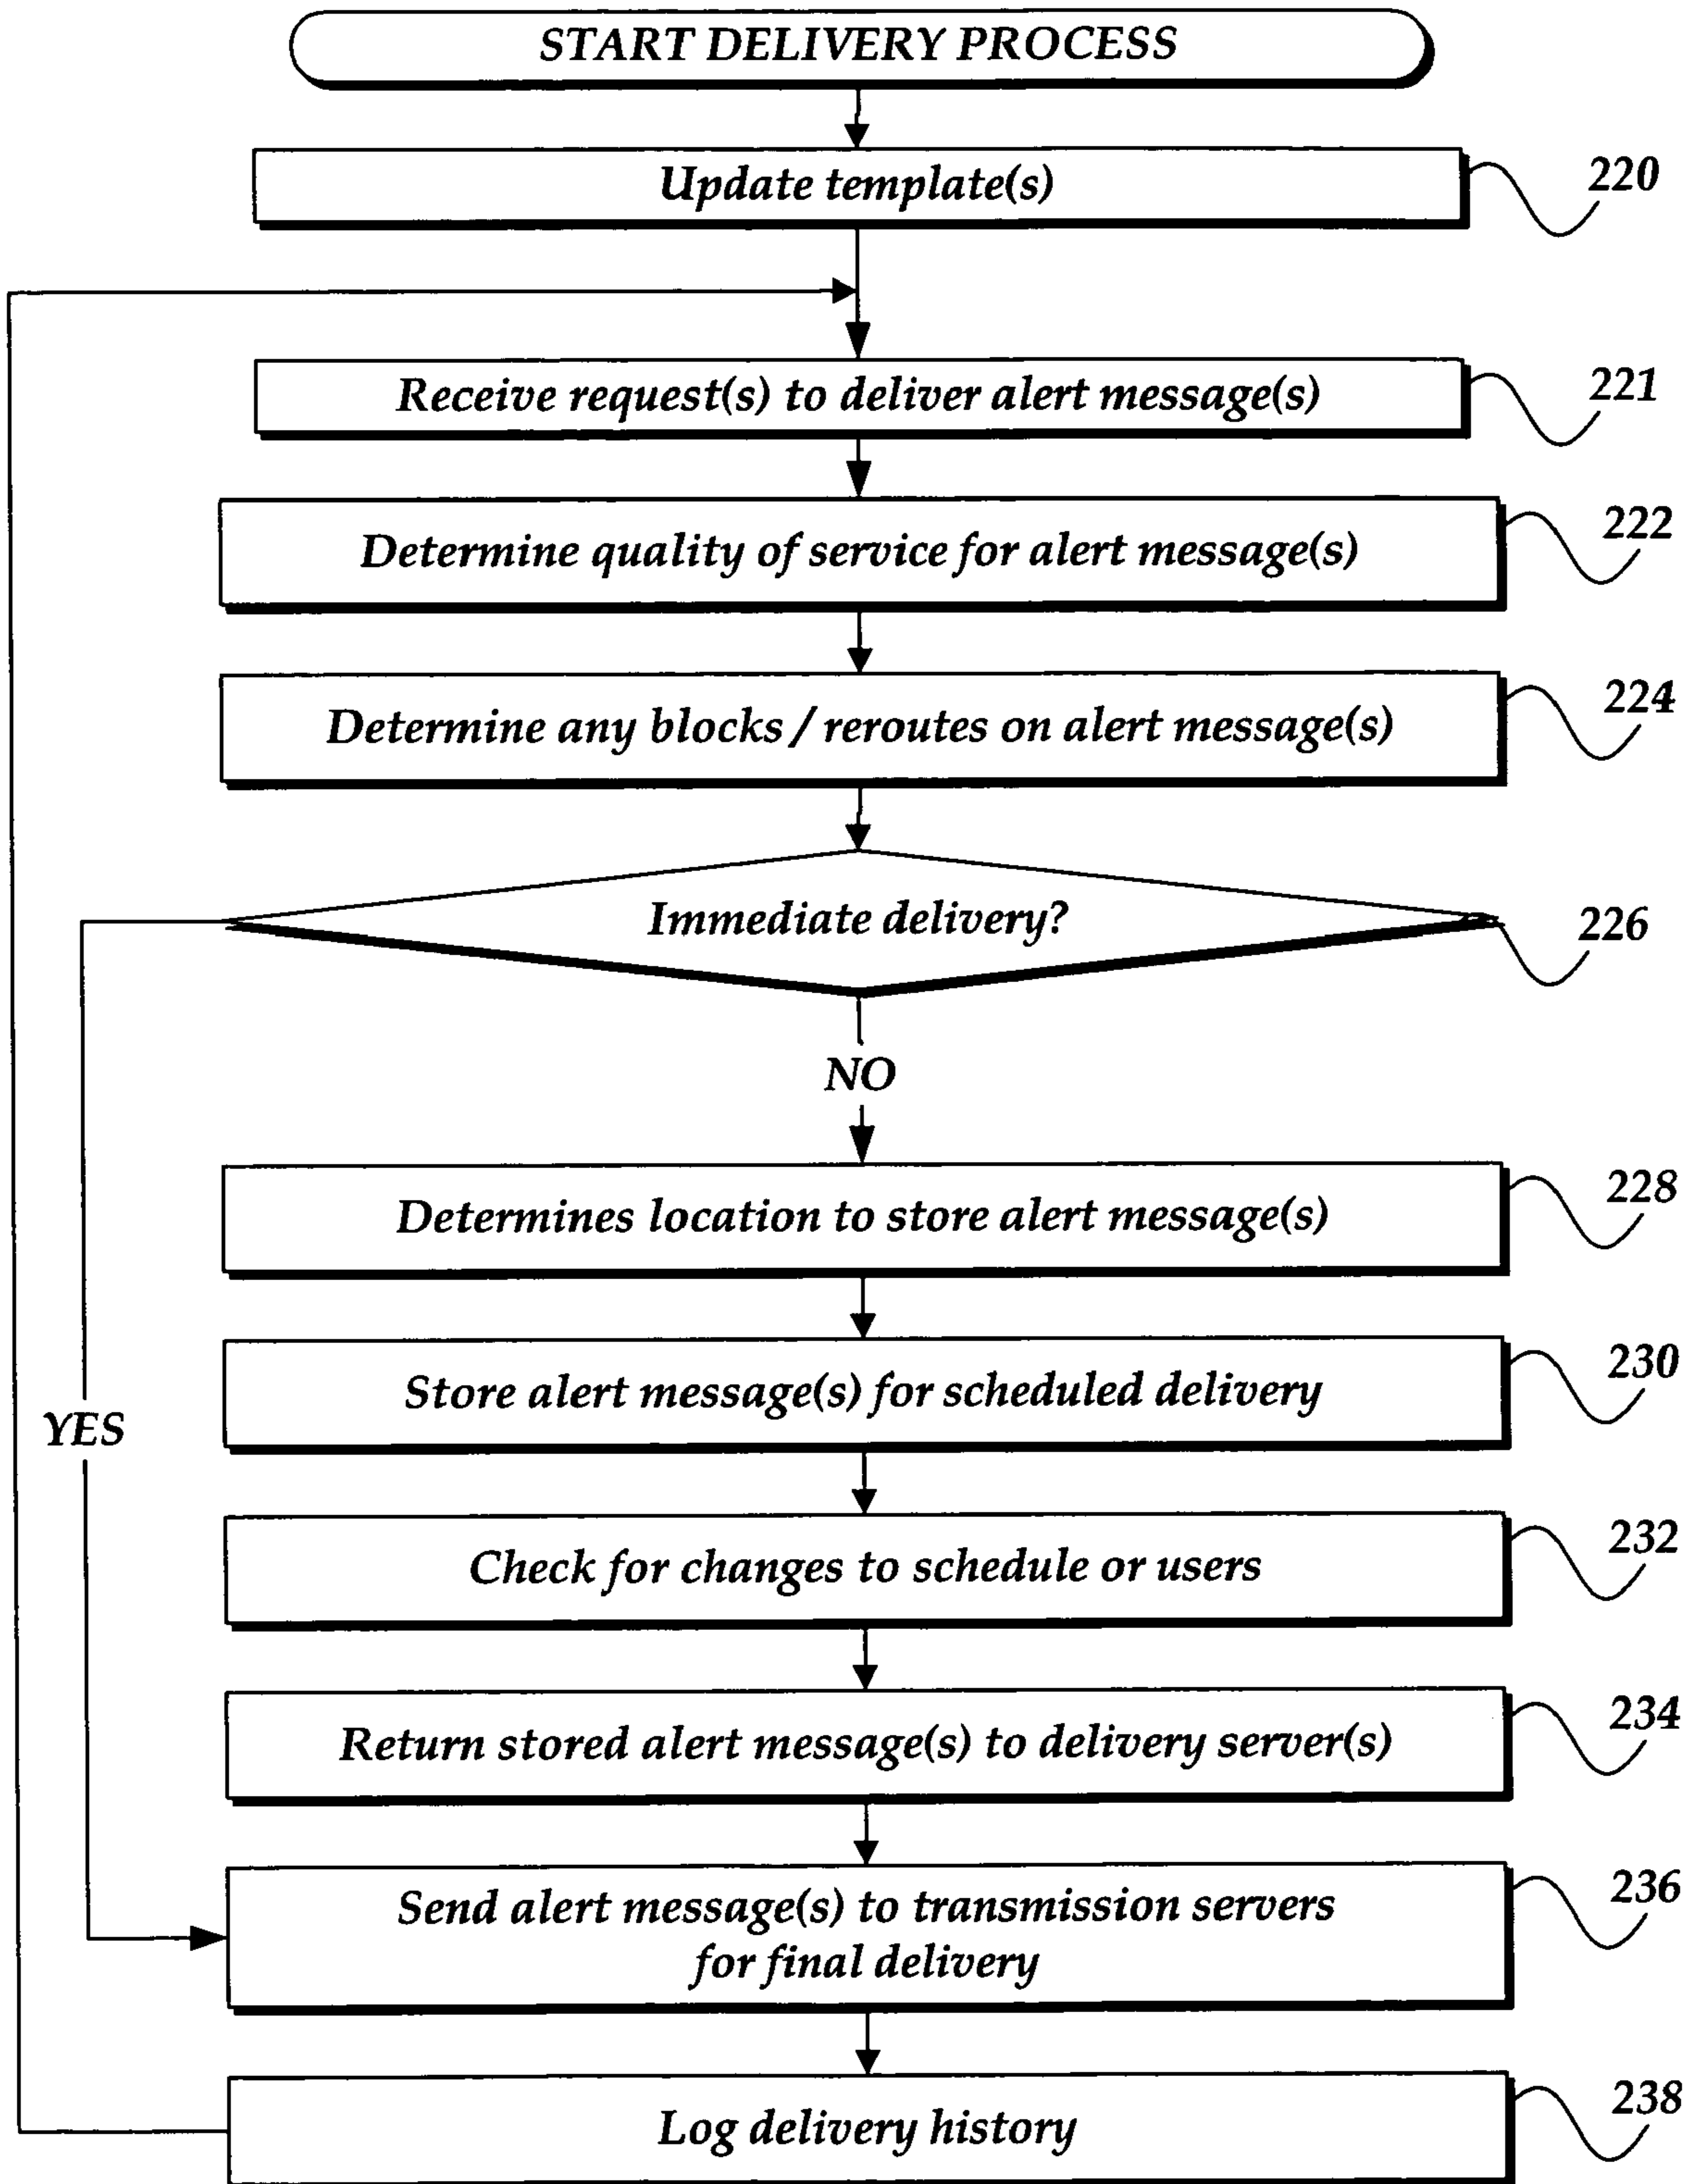 START DELIVERY PROCESS
Update template(s)
220
Receive request(s) to deliver alert message(s)
221
Determine quality of service for alert message(s)
222
Determine any blocks / reroutes on alert message(s)
224
Immediate delivery?
226
NO
Determines location to store alert message(s)
228
Store alert message(s) for scheduled delivery
230
YES
Check for changes to schedule or users
232
Return stored alert message(s) to delivery server(s)
234
Send alert message(s) to transmission servers
for final delivery
236
Log delivery history
238